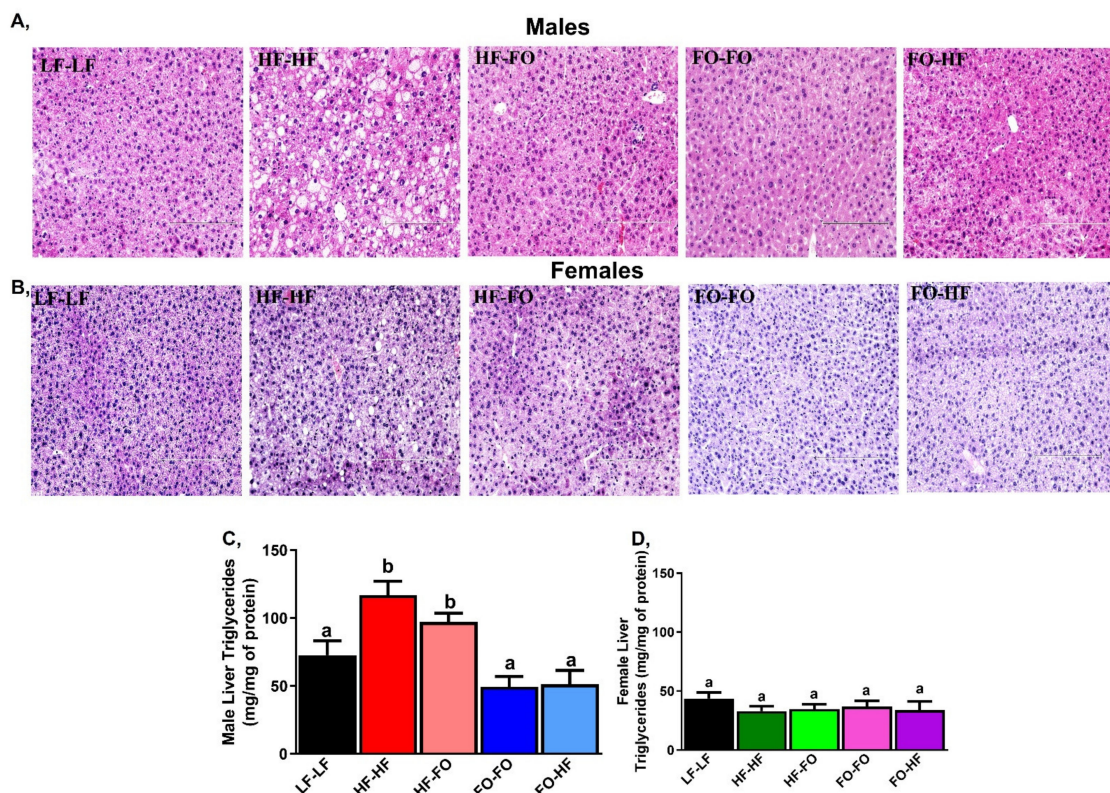 A,
Males
LF-LF
HF-HF
HF-FO
FO-FO
FO-HF
B,
Females
LF-LF
HF-HF
HF-FO
FO-FO
FO-HF
C,
Male Liver Triglycerides
(mg/mg of protein)
150
100
50
0
a
b
b
a
a
LF-LF
HF-HF
HF-FO
FO-FO
FO-HF
D,
Female Liver
Triglycerides (mg/mg of protein)
150
100
50
0
a
a
a
a
a
LF-LF
HF-HF
HF-FO
FO-FO
FO-HF